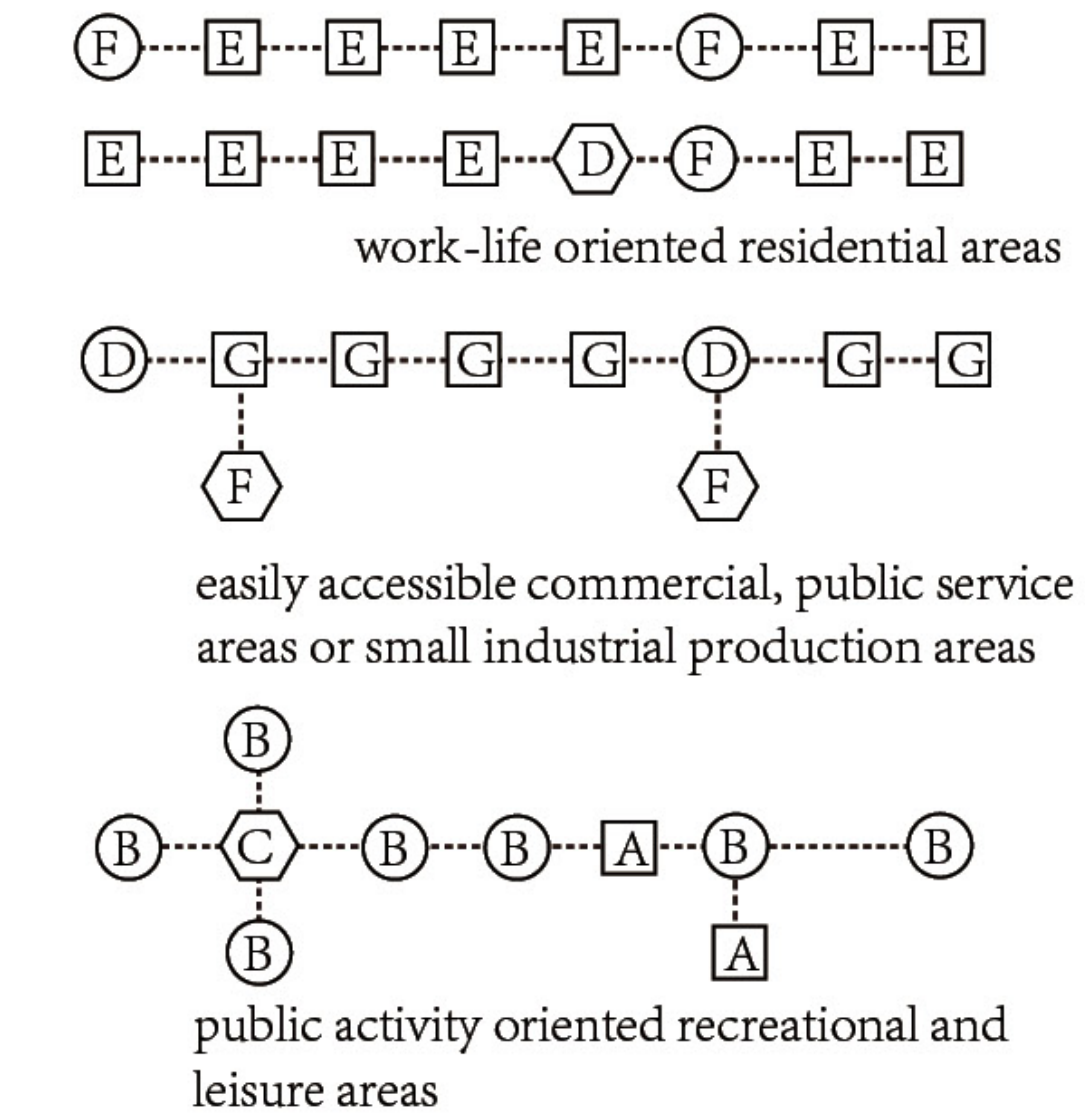 F E E E E F E E
E E E E D F E E
work-life oriented residential areas
D G G G G D G G
F F
easily accessible commercial, public service
areas or small industrial production areas
B
B C B B A B B
B A
public activity oriented recreational and
leisure areas